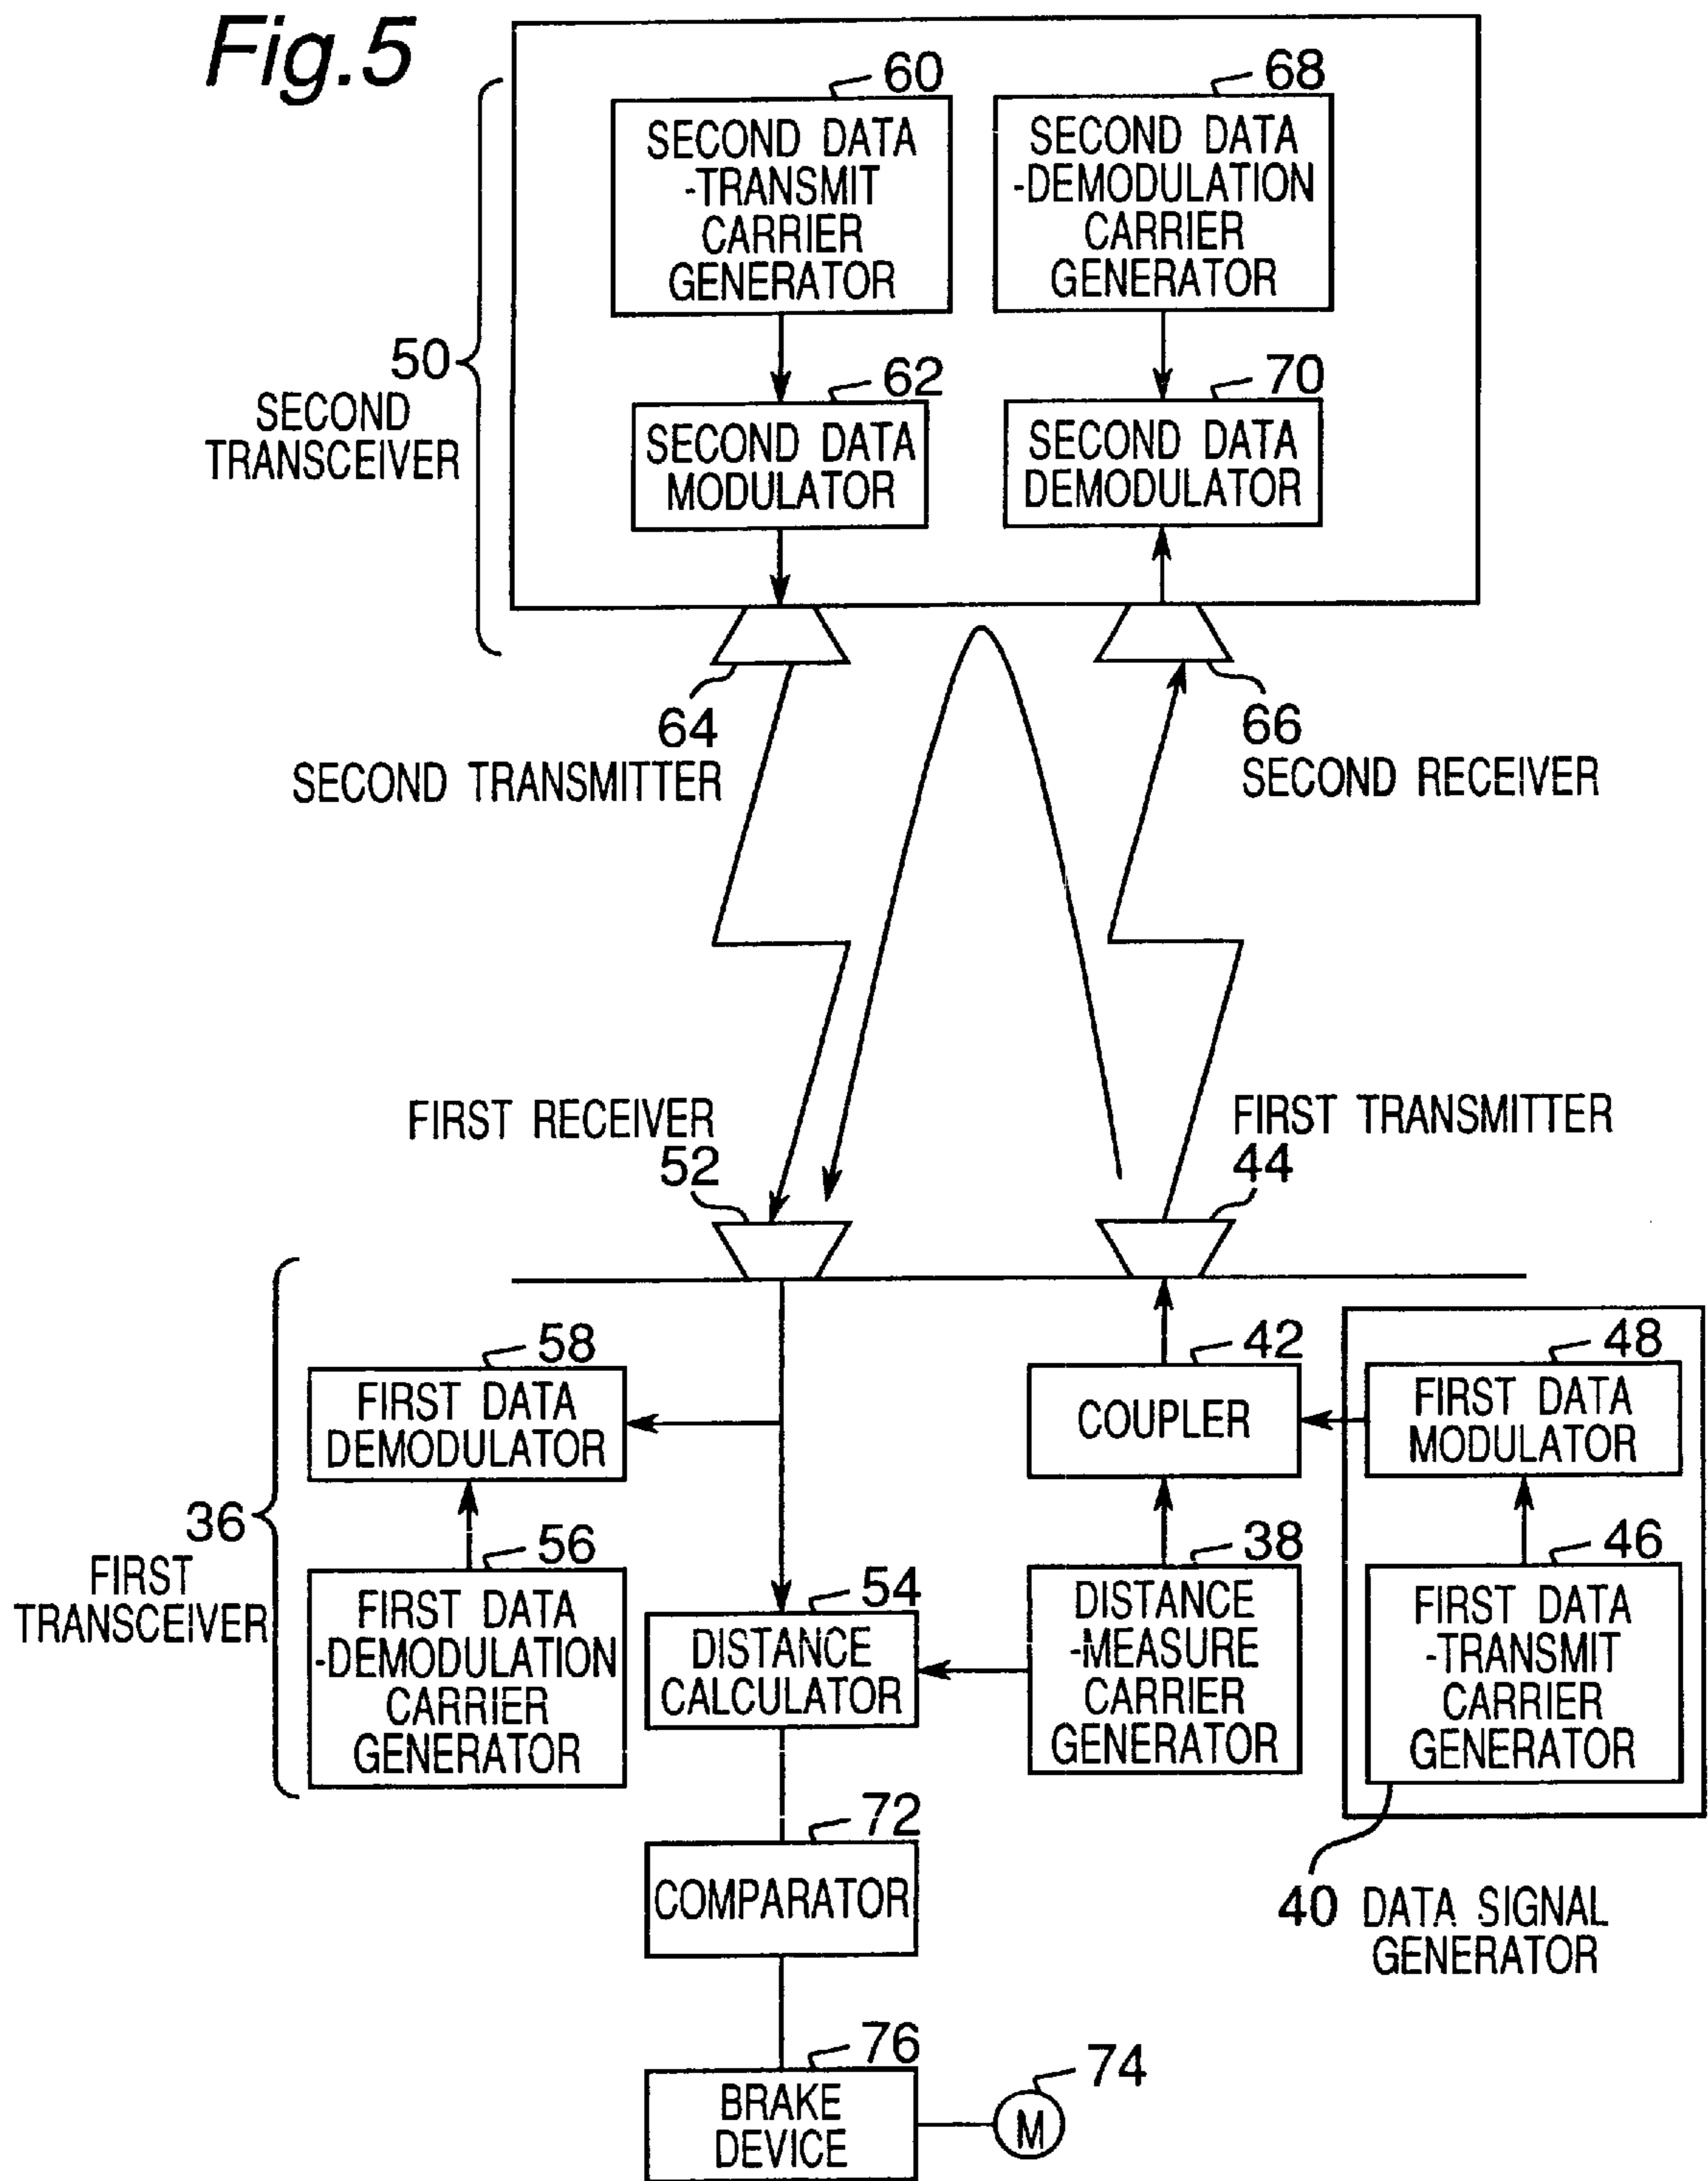 Fig.5
60
68
SECOND DATA
-TRANSMIT
CARRIER
GENERATOR
SECOND DATA
-DEMODULATION
CARRIER
GENERATOR
50
SECOND
TRANSCEIVER
62
70
SECOND DATA
MODULATOR
SECOND DATA
DEMODULATOR
64
SECOND TRANSMITTER
66
SECOND RECEIVER
FIRST RECEIVER
52
FIRST TRANSMITTER
44
58
42
48
FIRST DATA
DEMODULATOR
COUPLER
FIRST DATA
MODULATOR
36
FIRST
TRANSCEIVER
56
54
38
46
FIRST DATA
-DEMODULATION
CARRIER
GENERATOR
DISTANCE
CALCULATOR
DISTANCE
-MEASURE
CARRIER
GENERATOR
FIRST DATA
-TRANSMIT
CARRIER
GENERATOR
72
COMPARATOR
40 DATA SIGNAL
GENERATOR
76
74
BRAKE
DEVICE
M